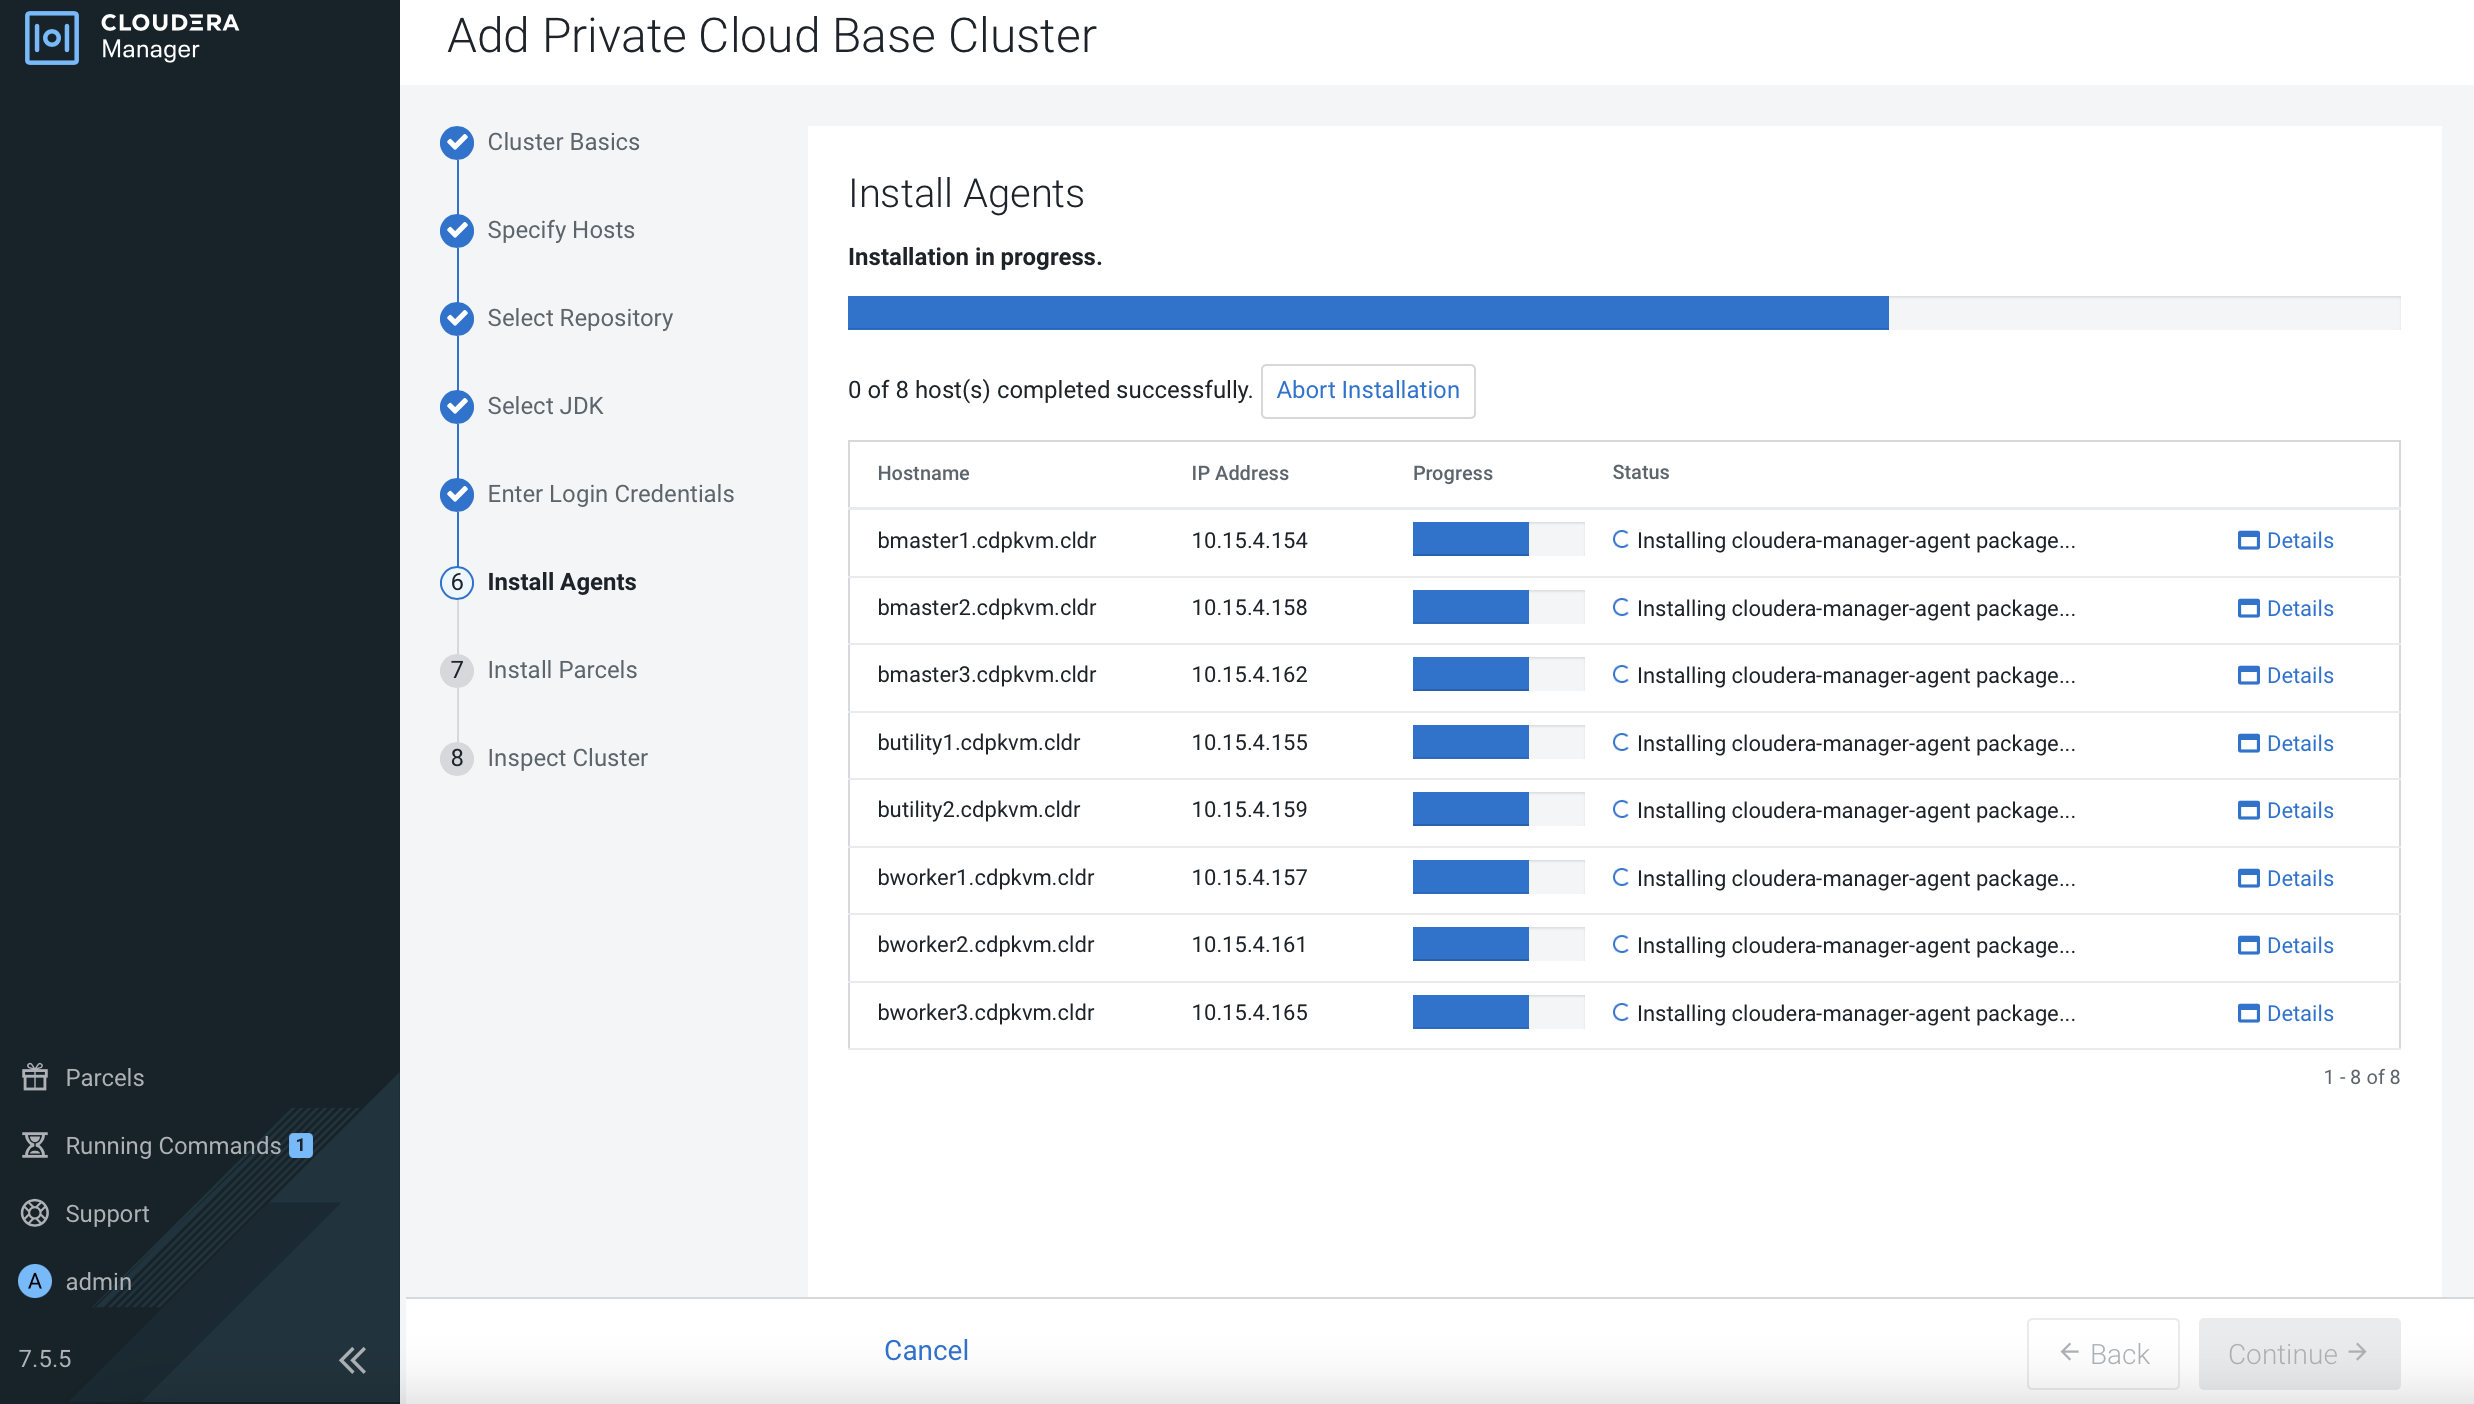 CLOUDERA
Manager
Add Private Cloud Base Cluster
Cluster Basics
Specify Hosts
Select Repository
Select JDK
Enter Login Credentials
6 Install Agents
7 Install Parcels
8 Inspect Cluster
Install Agents
Installation in progress.
0 of 8 host(s) completed successfully. Abort Installation
Hostname IP Address Progress Status
bmaster1.cdpkvm.cldr 10.15.4.154 Installing cloudera-manager-agent package... Details
bmaster2.cdpkvm.cldr 10.15.4.158 Installing cloudera-manager-agent package... Details
bmaster3.cdpkvm.cldr 10.15.4.162 Installing cloudera-manager-agent package... Details
butility1.cdpkvm.cldr 10.15.4.155 Installing cloudera-manager-agent package... Details
butility2.cdpkvm.cldr 10.15.4.159 Installing cloudera-manager-agent package... Details
bworker1.cdpkvm.cldr 10.15.4.157 Installing cloudera-manager-agent package... Details
bworker2.cdpkvm.cldr 10.15.4.161 Installing cloudera-manager-agent package... Details
bworker3.cdpkvm.cldr 10.15.4.165 Installing cloudera-manager-agent package... Details
1 - 8 of 8
Parcels
Running Commands 1
Support
A admin
7.5.5
Cancel
← Back
Continue →